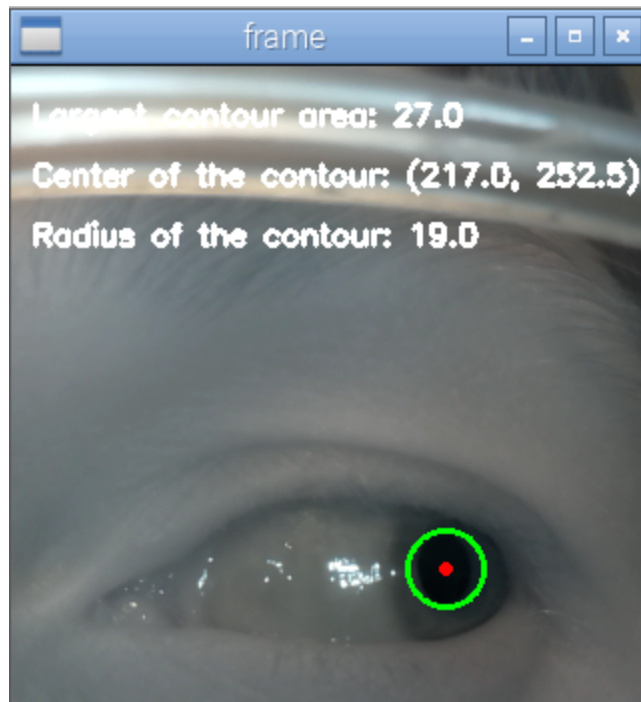 frame
Largest contour area: 27.0
Center of the contour: (217.0, 252.5)
Radius of the contour: 19.0